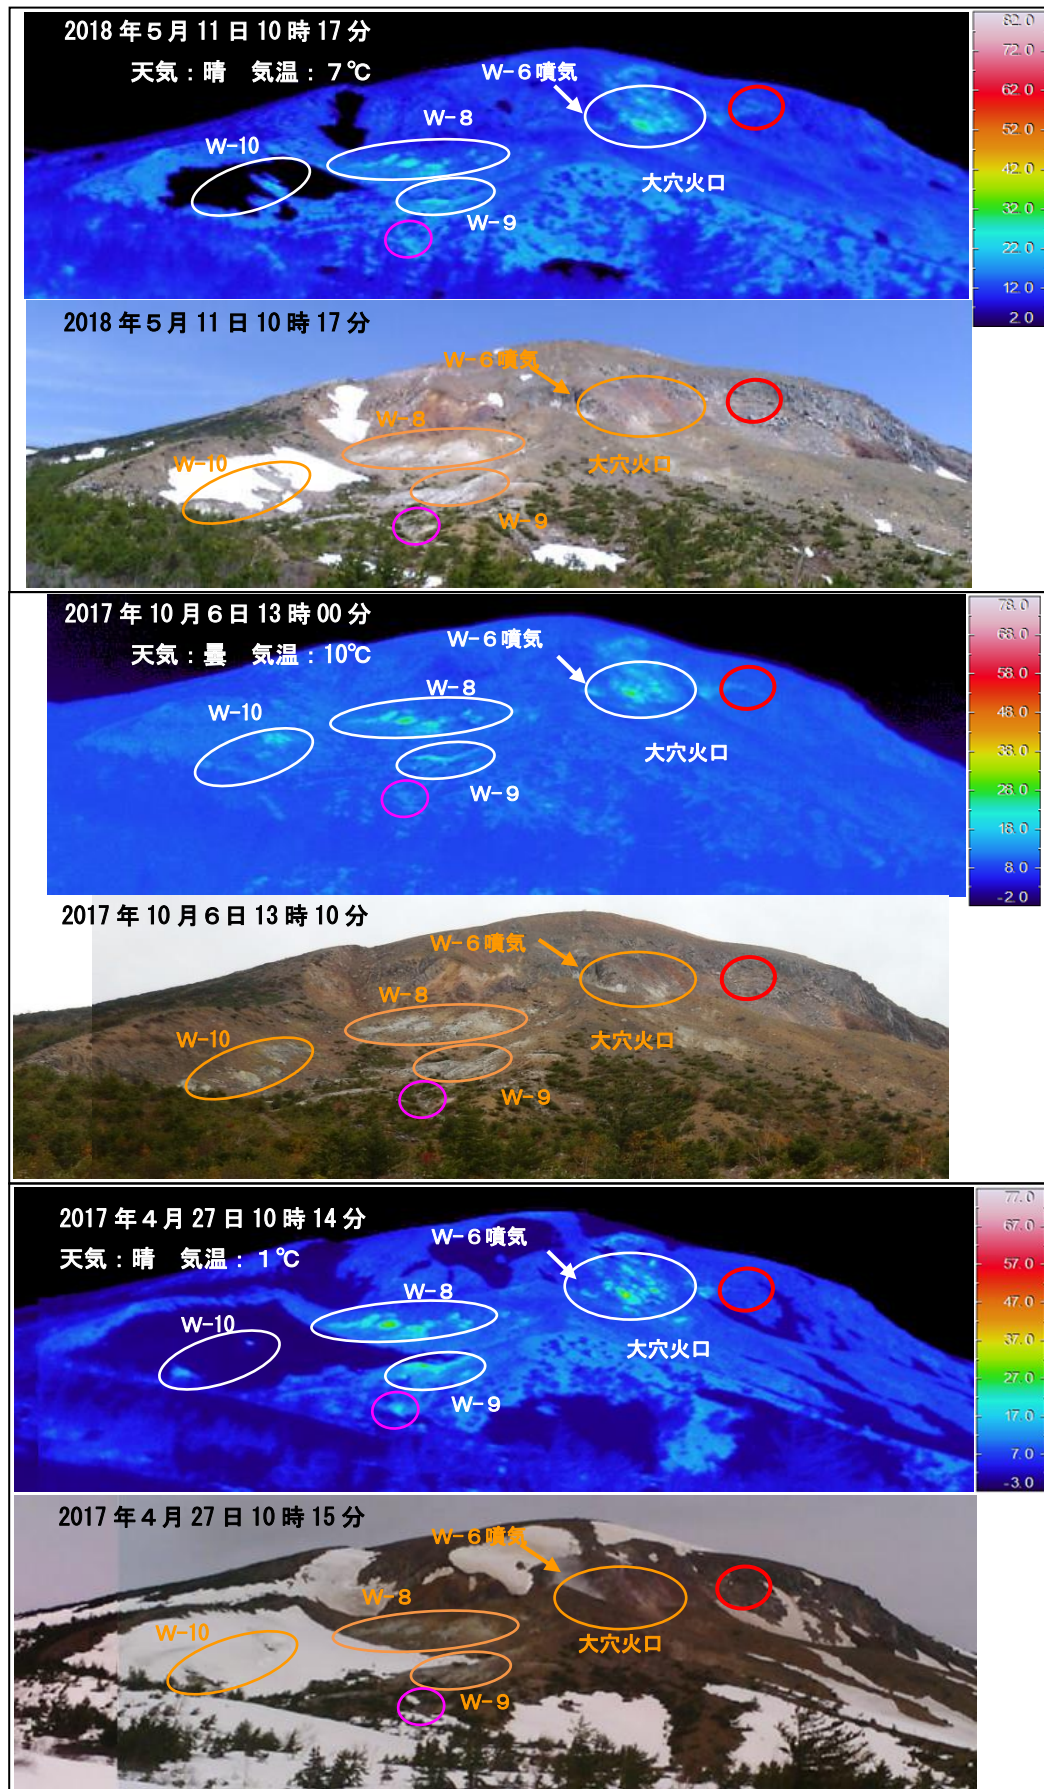 2018年5月11日10時17分
天気：晴　気温：7℃
W-6噴気
W-8
W-10
大穴火口
W-9
82.0
72.0
62.0
52.0
42.0
32.0
22.0
12.0
2.0
2018年5月11日10時17分
W-6噴気
W-8
W-10
大穴火口
W-9
2017年10月6日13時00分
天気：曇　気温：10℃
W-6噴気
W-8
W-10
大穴火口
W-9
78.0
68.0
58.0
48.0
38.0
28.0
18.0
8.0
-2.0
2017年10月6日13時10分
W-6噴気
W-8
W-10
大穴火口
W-9
2017年4月27日10時14分
天気：晴　気温：1℃
W-6噴気
W-8
W-10
大穴火口
W-9
77.0
67.0
57.0
47.0
37.0
27.0
17.0
7.0
-3.0
2017年4月27日10時15分
W-6噴気
W-8
W-10
大穴火口
W-9